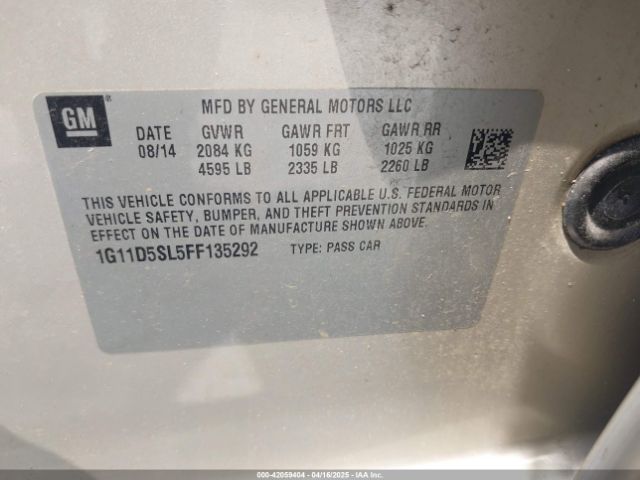 GM®
MFD BY GENERAL MOTORS LLC
DATE GVWR GAWR FRT GAWR RR
08/14 2084 KG 1059 KG 1025 KG
4595 LB 2335 LB 2260 LB
THIS VEHICLE CONFORMS TO ALL APPLICABLE U.S. FEDERAL MOTOR
VEHICLE SAFETY, BUMPER, AND THEFT PREVENTION STANDARDS IN
EFFECT ON THE DATE OF MANUFACTURE SHOWN ABOVE.
1G11D5SL5FF135292 TYPE: PASS CAR
000-42059404 - 04/16/2025 - IAA Inc.